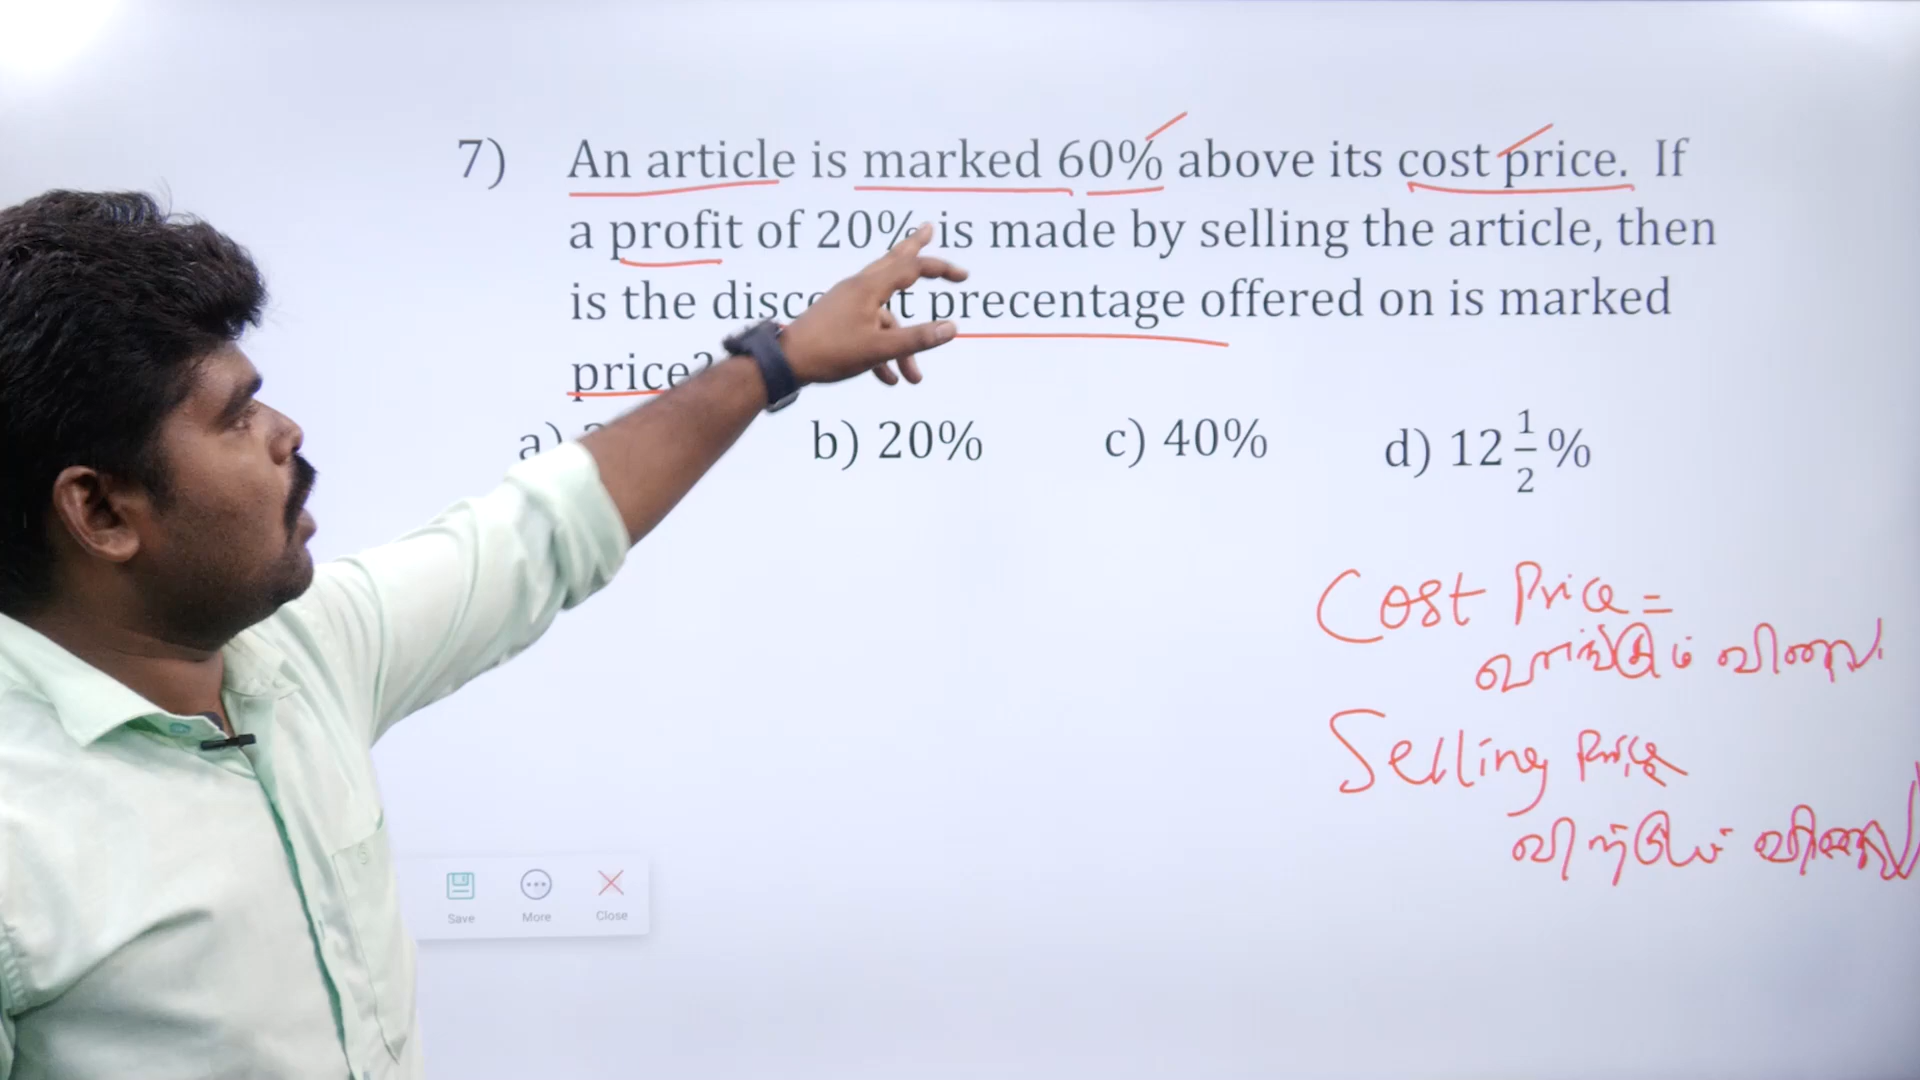 7) An article is marked 60% above its cost price. If
a profit of 20% is made by selling the article, then
is the precentage offered on is marked
price?
a) b) 20% c) 40% d) 12 1/2 %
Cost Price =
வாங்கும் விலை
Selling Price
விற்கும் விலை
Save More Close